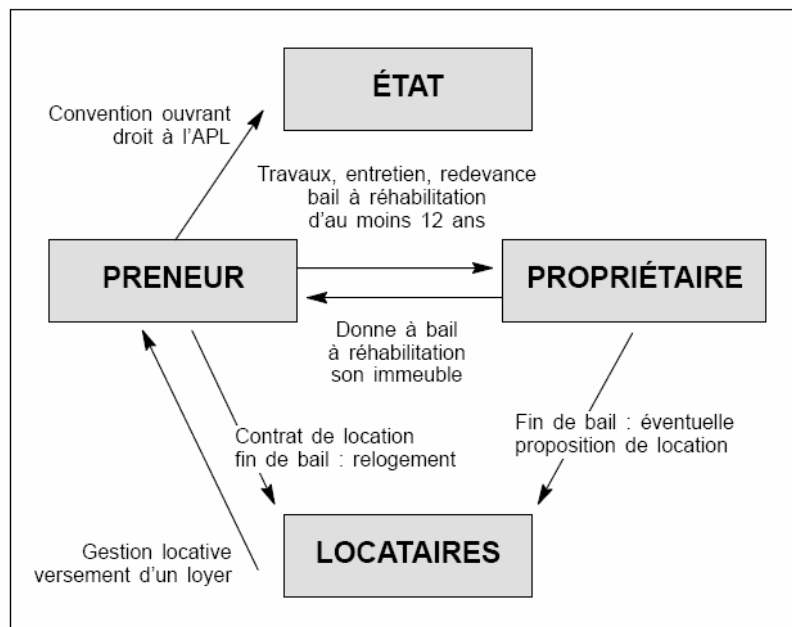 ÉTAT
Convention ouvrant
droit à l'APL
Travaux, entretien, redevance
bail à réhabilitation
d'au moins 12 ans
PRENEUR
PROPRIÉTAIRE
Donne à bail
à réhabilitation
son immeuble
Contrat de location
fin de bail : relogement
Fin de bail : éventuelle
proposition de location
LOCATAIRES
Gestion locative
versement d'un loyer